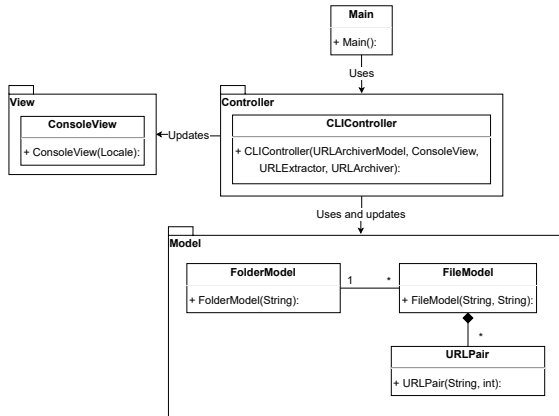 Main
+ Main():
Uses
View
ConsoleView
+ ConsoleView(Locale):
Updates
Controller
CLIController
+ CLIController(URLArchiverModel, ConsoleView,
URLExtractor, URLArchiver):
Uses and updates
Model
FolderModel
+ FolderModel(String):
1
*
FileModel
+ FileModel(String, String):
*
URLPair
+ URLPair(String, int):